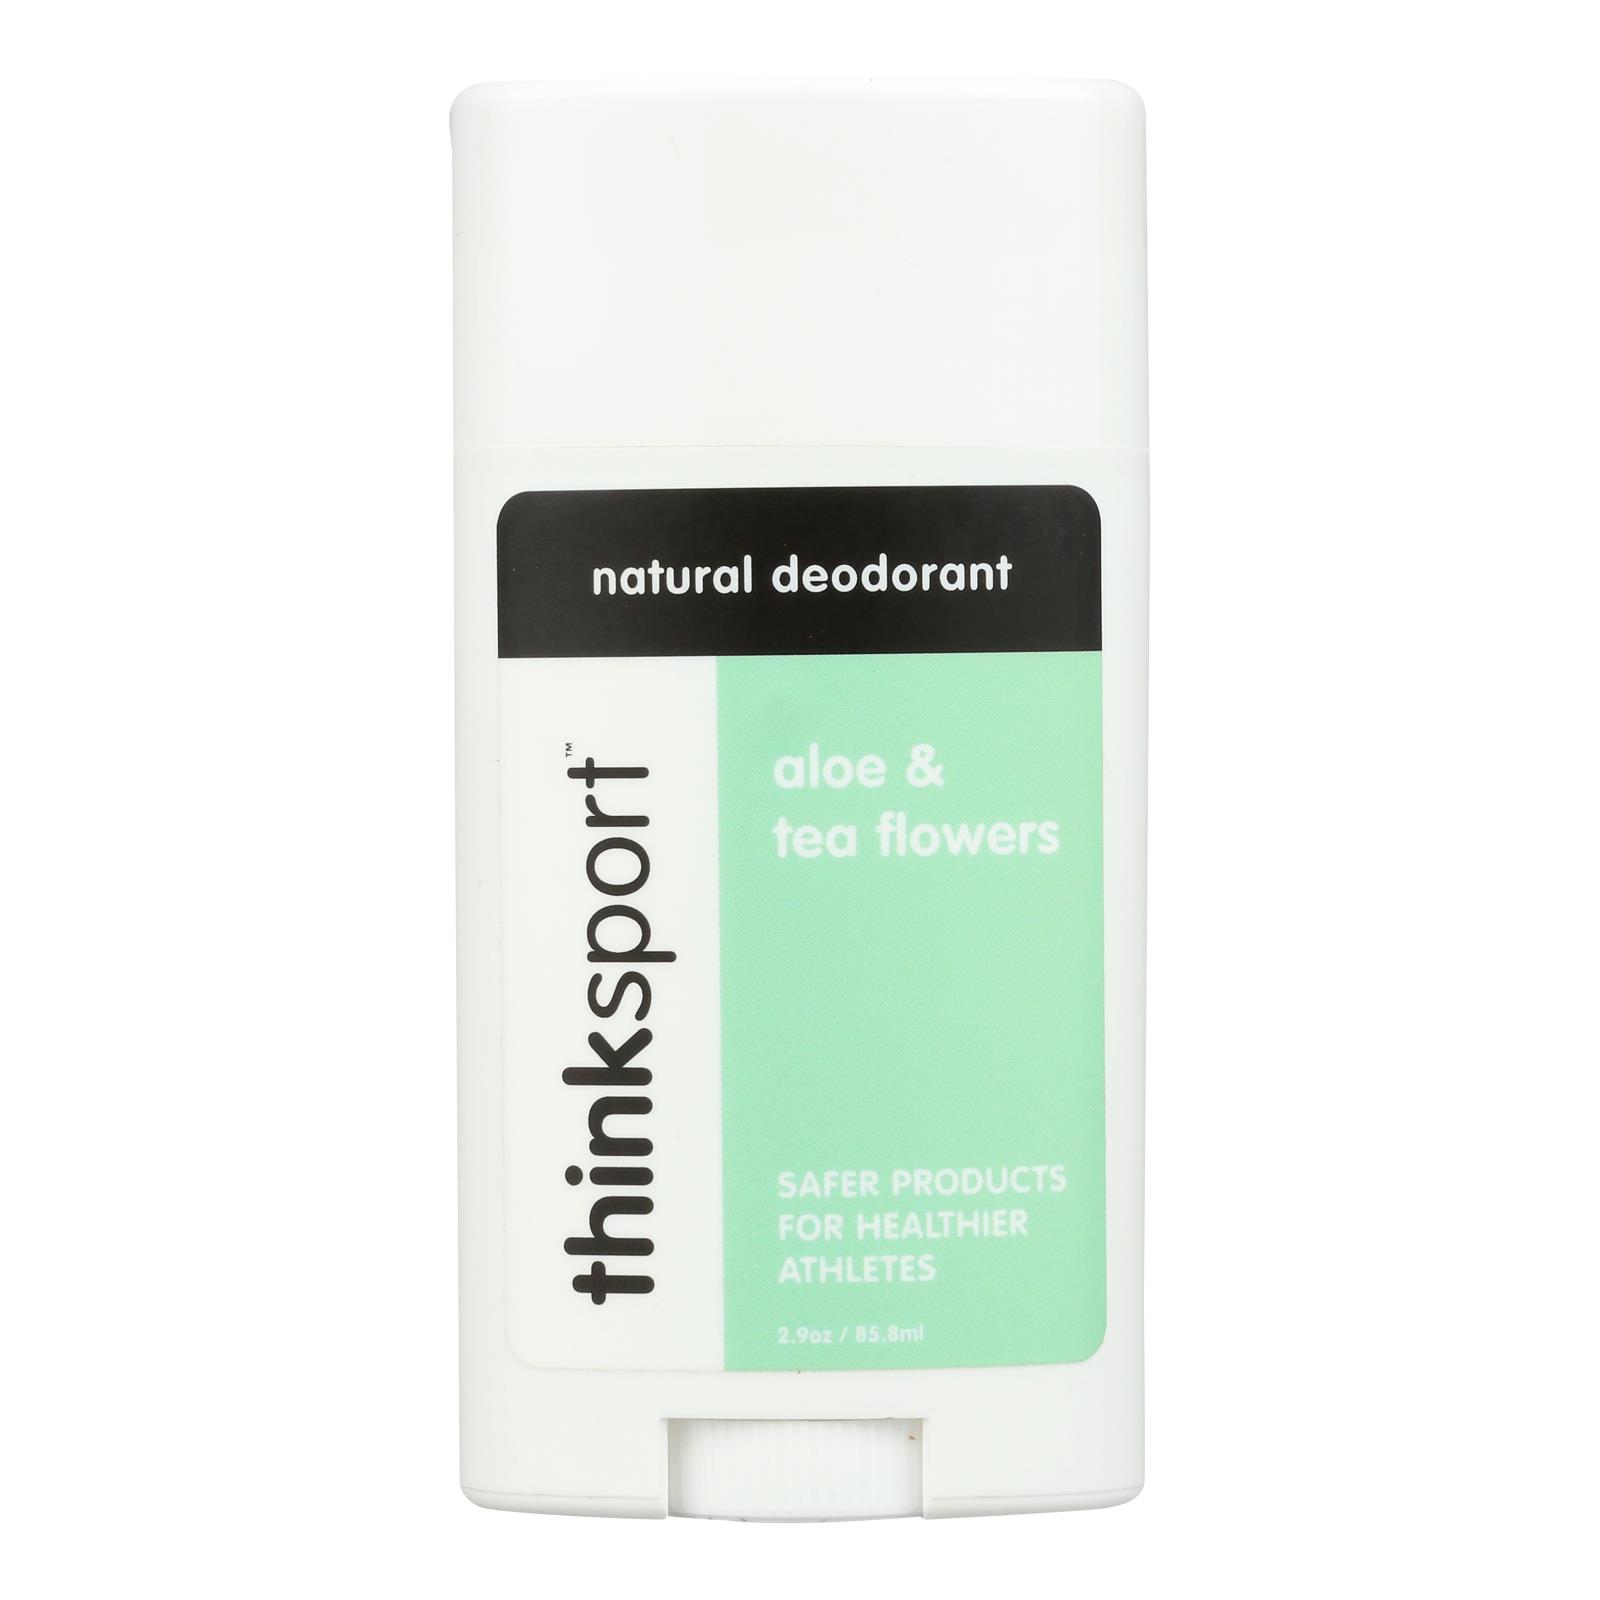 natural deodorant
thinksport™
aloe &
tea flowers
SAFER PRODUCTS
FOR HEALTHIER
ATHLETES
2.9oz / 85.8ml